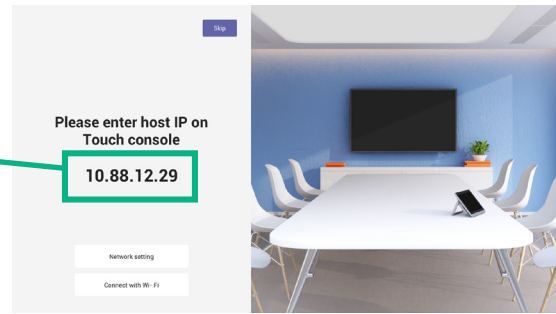 Skip
Please enter host IP on
Touch console
10.88.12.29
Network setting
Connect with Wi- Fi